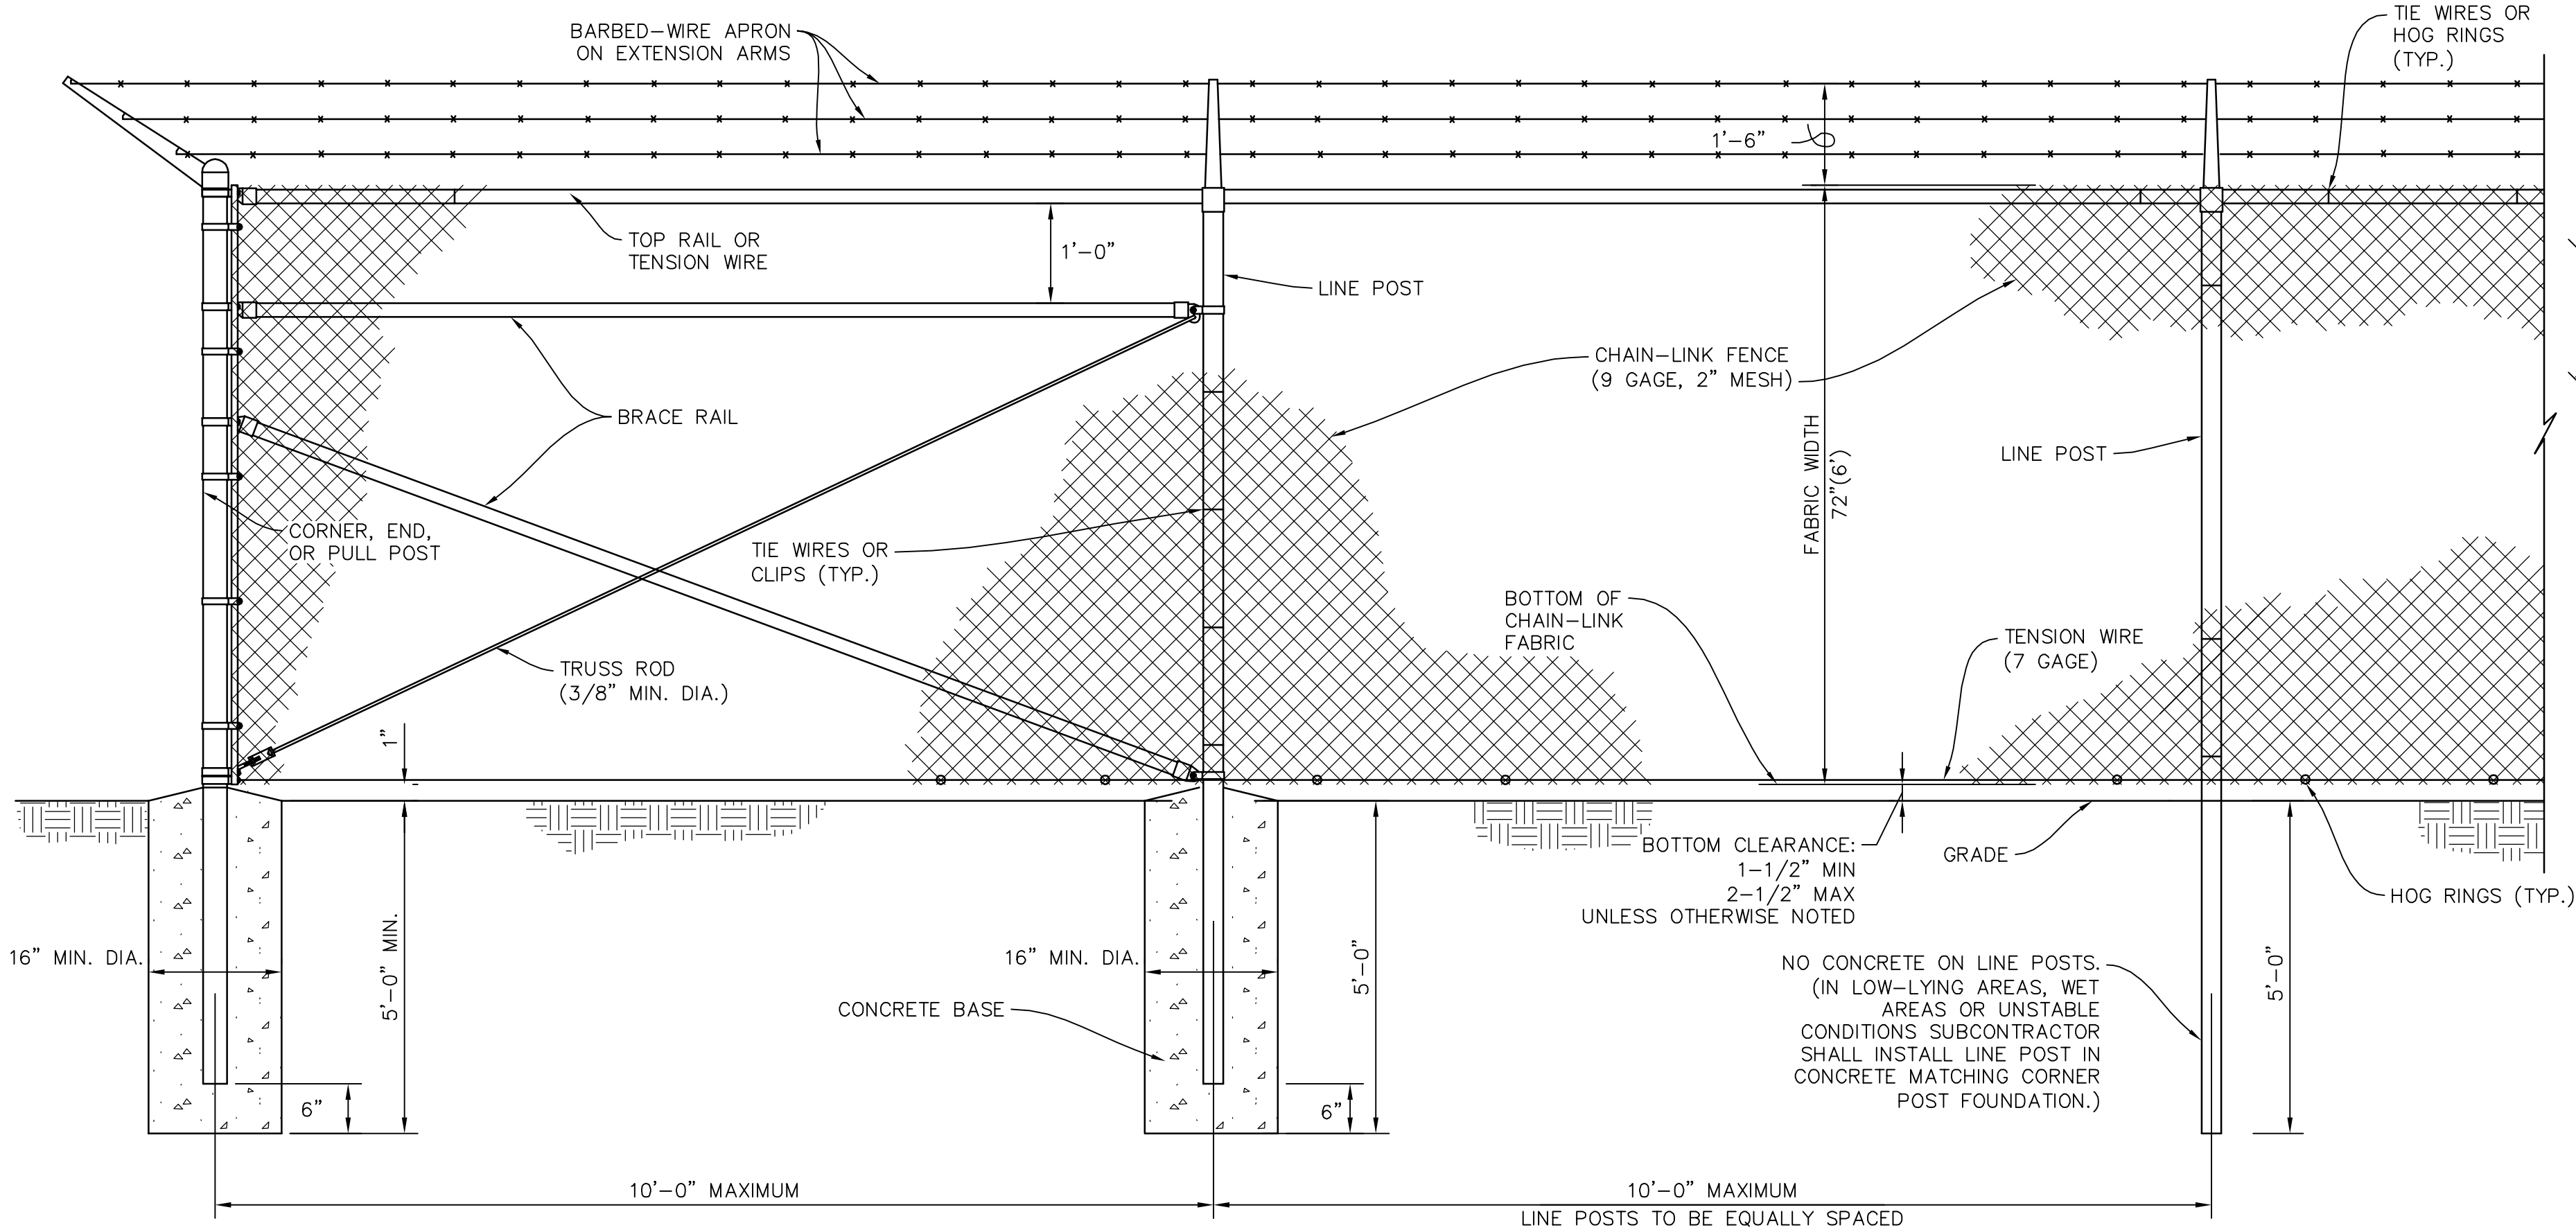 BARBED-WIRE APRON
ON EXTENSION ARMS
TIE WIRES OR
HOG RINGS
(TYP.)
1'-6"
TOP RAIL OR
TENSION WIRE
1'-0"
LINE POST
CHAIN-LINK FENCE
(9 GAGE, 2" MESH)
BRACE RAIL
FABRIC WIDTH
72"(6')
LINE POST
CORNER, END,
OR PULL POST
TIE WIRES OR
CLIPS (TYP.)
BOTTOM OF
CHAIN-LINK
FABRIC
TENSION WIRE
(7 GAGE)
TRUSS ROD
(3/8" MIN. DIA.)
1"
BOTTOM CLEARANCE:
1-1/2" MIN
2-1/2" MAX
UNLESS OTHERWISE NOTED
GRADE
HOG RINGS (TYP.)
16" MIN. DIA.
5'-0" MIN.
16" MIN. DIA.
5'-0"
CONCRETE BASE
NO CONCRETE ON LINE POSTS.
(IN LOW-LYING AREAS, WET
AREAS OR UNSTABLE
CONDITIONS SUBCONTRACTOR
SHALL INSTALL LINE POST IN
CONCRETE MATCHING CORNER
POST FOUNDATION.)
5'-0"
6"
6"
10'-0" MAXIMUM
10'-0" MAXIMUM
LINE POSTS TO BE EQUALLY SPACED